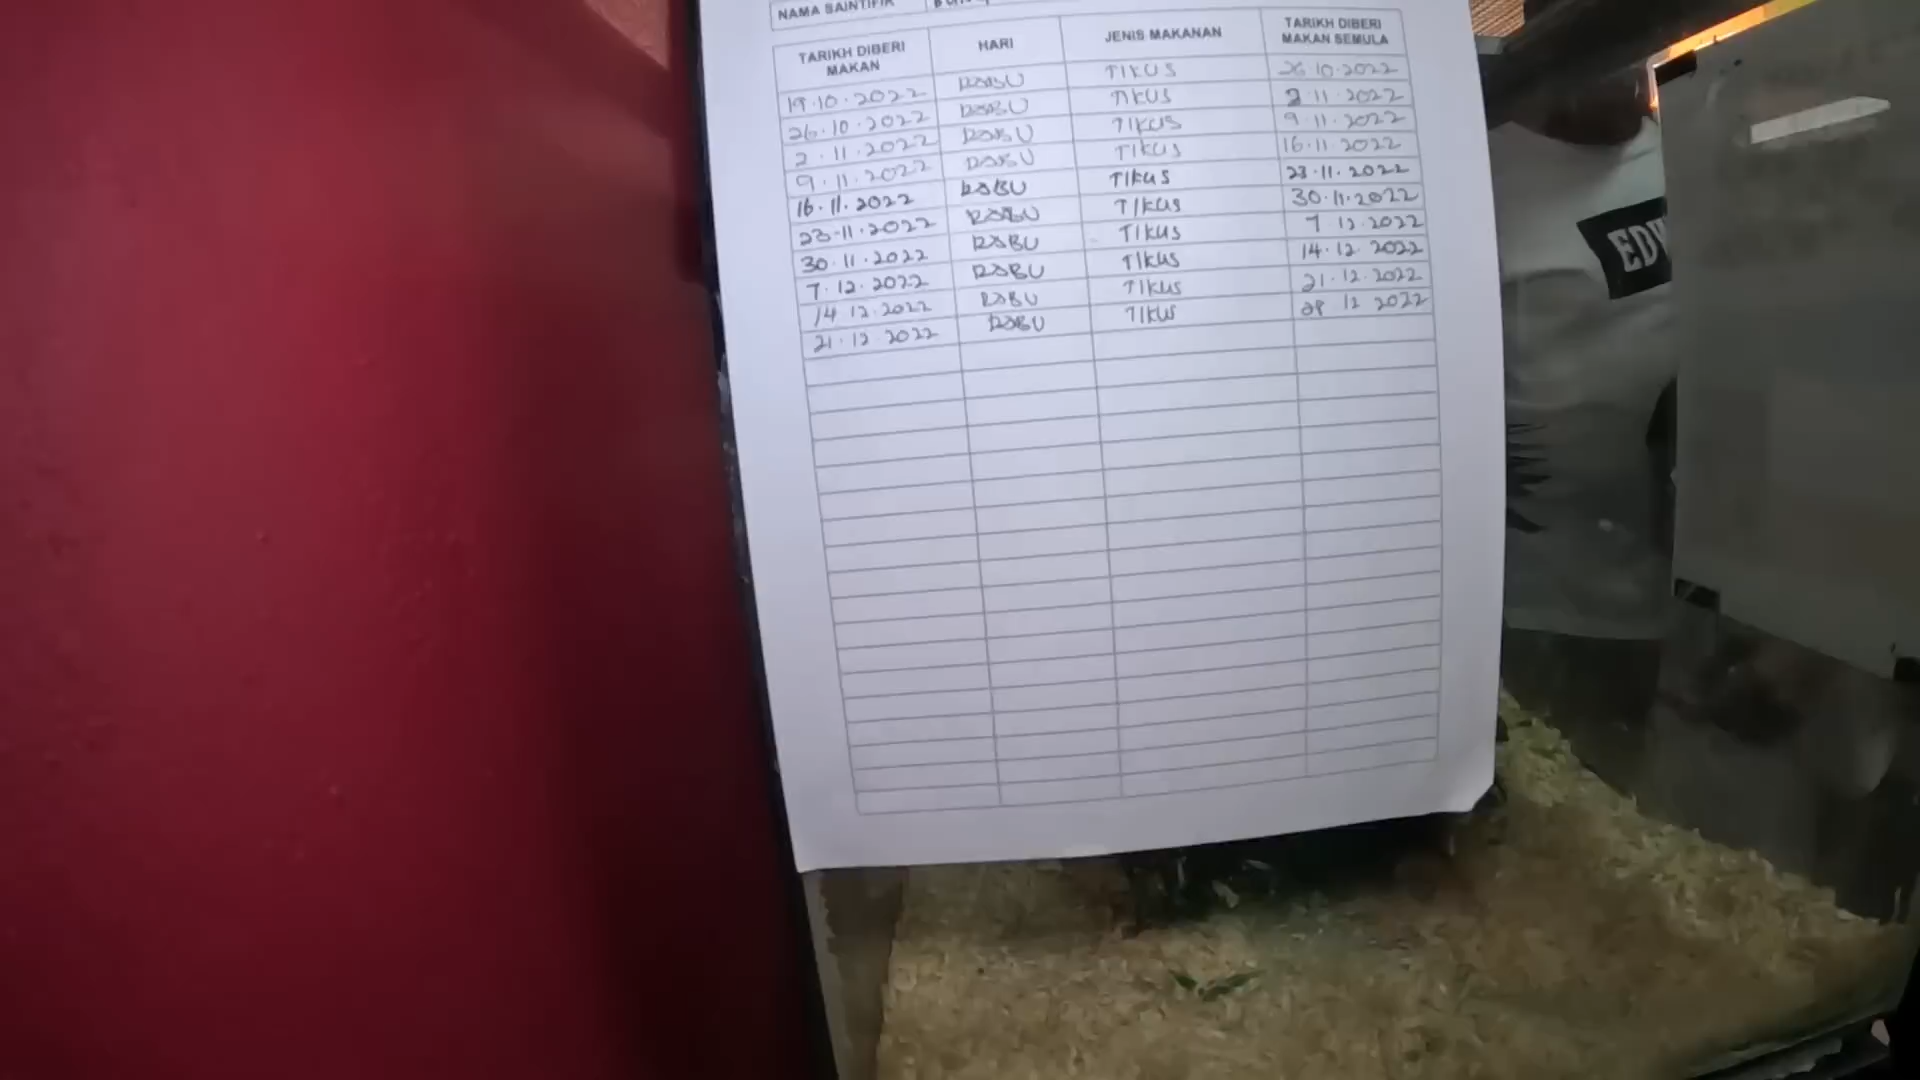 NAMA SAINTIFIK
TARIKH DIBERI MAKAN HARI JENIS MAKANAN TARIKH DIBERI MAKAN SEMULA
19.10.2022 RABU TIKUS 26 10.2022
26.10.2022 RABU TIKUS 2 11.2022
2.11.2022 RABU TIKUS 9.11.2022
9.11.2022 RABU TIKUS 16.11.2022
16.11.2022 RABU TIKUS 23.11.2022
23.11.2022 RABU TIKUS 30.11.2022
30.11.2022 RABU TIKUS 7 12.2022
7.12.2022 RABU TIKUS 14.12.2022
14 12.2022 RABU TIKUS 21.12.2022
21.12 2022 RABU TIKUS 28 12 2022